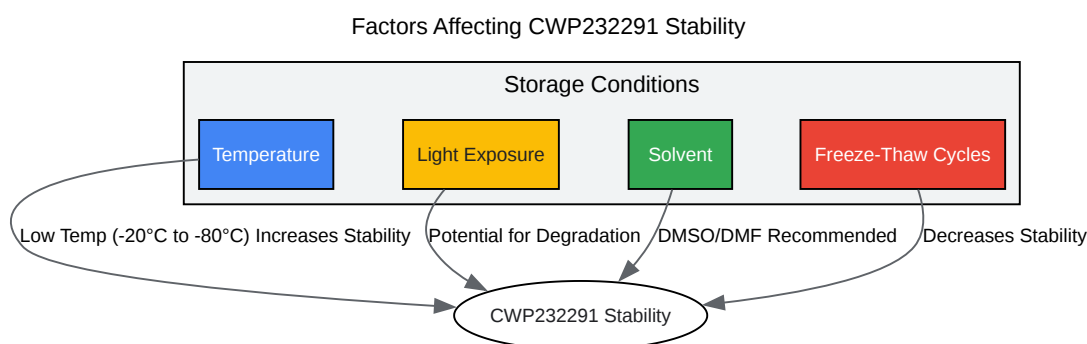 Factors Affecting CWP232291 Stability
Storage Conditions
Temperature
Light Exposure
Solvent
Freeze-Thaw Cycles
Low Temp (-20°C to -80°C) Increases Stability
Potential for Degradation
DMSO/DMF Recommended
Decreases Stability
CWP232291 Stability